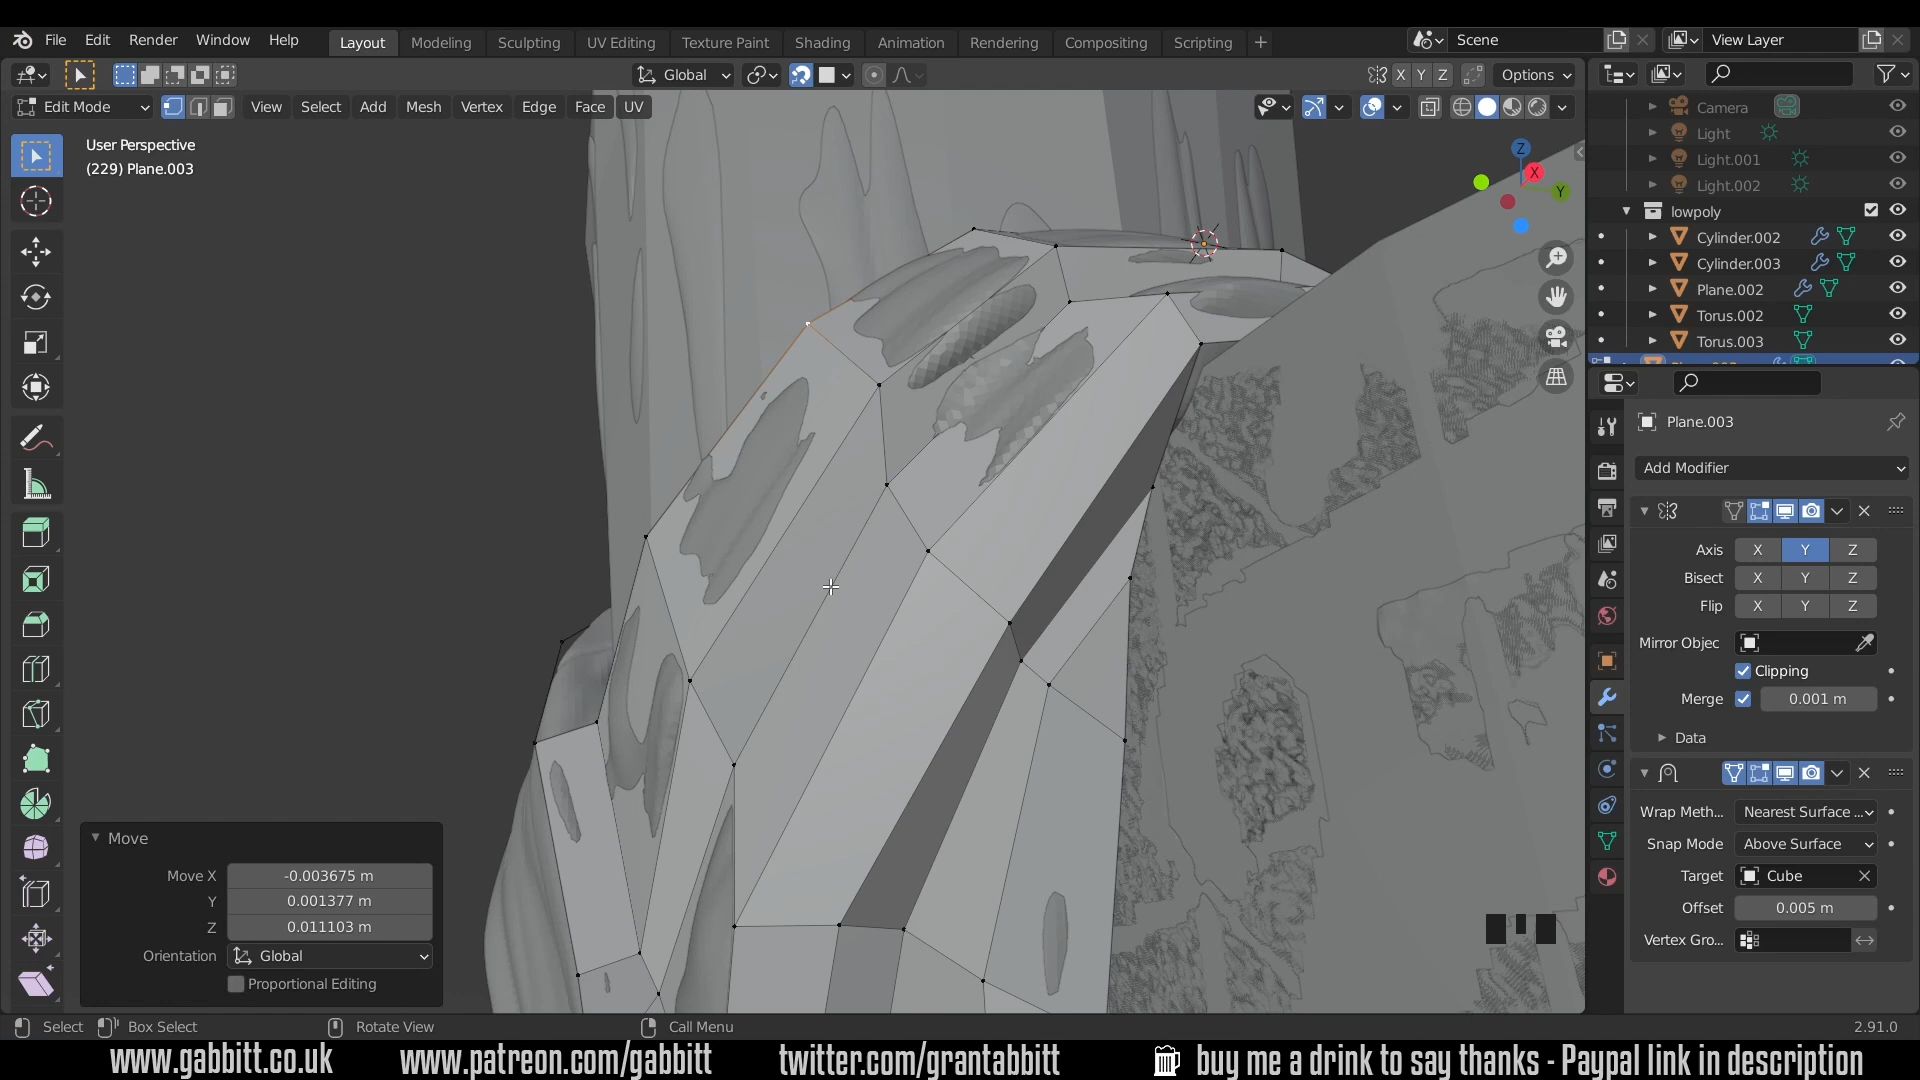 File Edit Render Window Help Layout Modeling Sculpting UV Editing Texture Paint Shading Animation Rendering Compositing Scripting + Scene View Layer
Global X Y Z Options
Edit Mode View Select Add Mesh Vertex Edge Face UV
User Perspective
(229) Plane.003
Z
X
Y
Camera
Light
Light.001
Light.002
lowpoly
Cylinder.002
Cylinder.003
Plane.002
Torus.002
Torus.003
Plane.003
Add Modifier
Axis X Y Z
Bisect X Y Z
Flip X Y Z
Mirror Objec
Clipping
Merge 0.001 m
Data
Wrap Meth... Nearest Surface ...
Snap Mode Above Surface
Target Cube
Offset 0.005 m
Vertex Gro...
Move
Move X -0.003675 m
Y 0.001377 m
Z 0.011103 m
Orientation Global
Proportional Editing
Select Box Select Rotate View Call Menu 2.91.0
www.gabbitt.co.uk www.patreon.com/gabbitt twitter.com/grantabbitt buy me a drink to say thanks - Paypal link in description